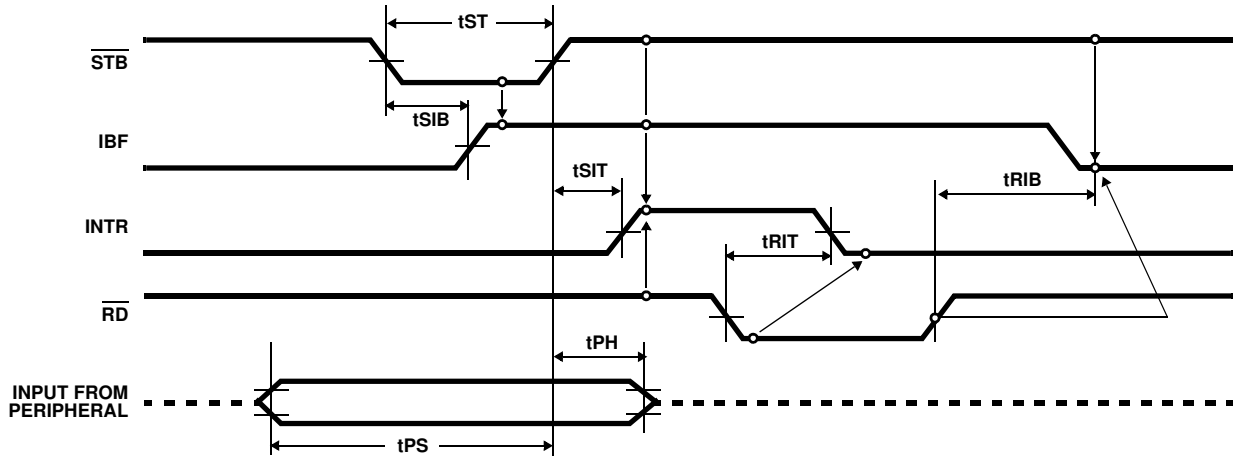 tST
STB
tSIB
IBF
tSIT
tRIB
INTR
tRIT
RD
tPH
INPUT FROM
PERIPHERAL
tPS